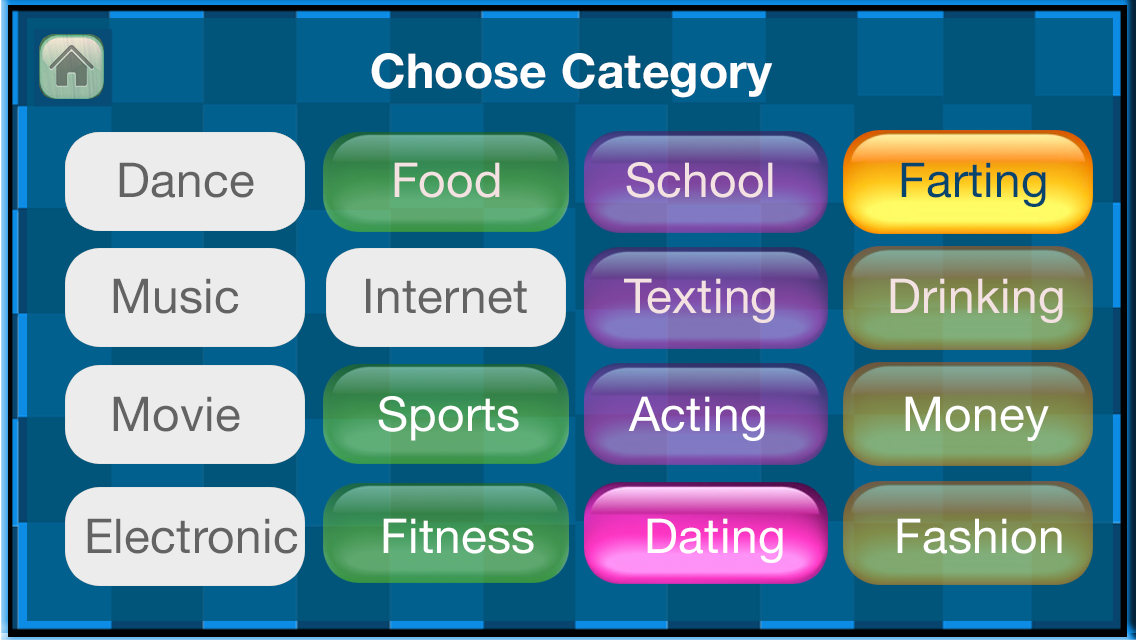 Choose Category
Dance Food School Farting
Music Internet Texting Drinking
Movie Sports Acting Money
Electronic Fitness Dating Fashion